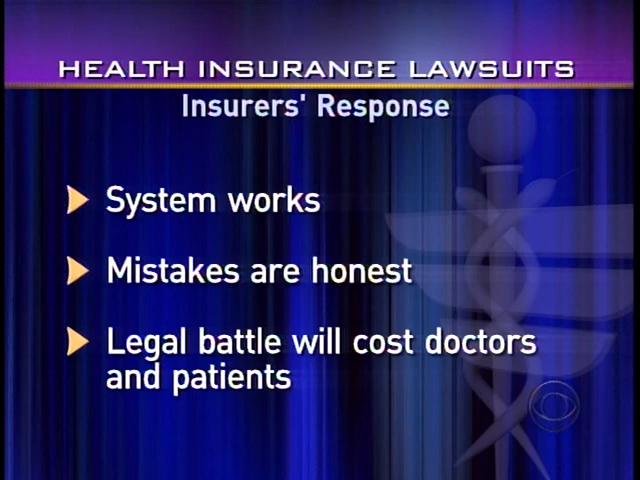 HEALTH INSURANCE LAWSUITS
Insurers' Response
System works
Mistakes are honest
Legal battle will cost doctors
and patients